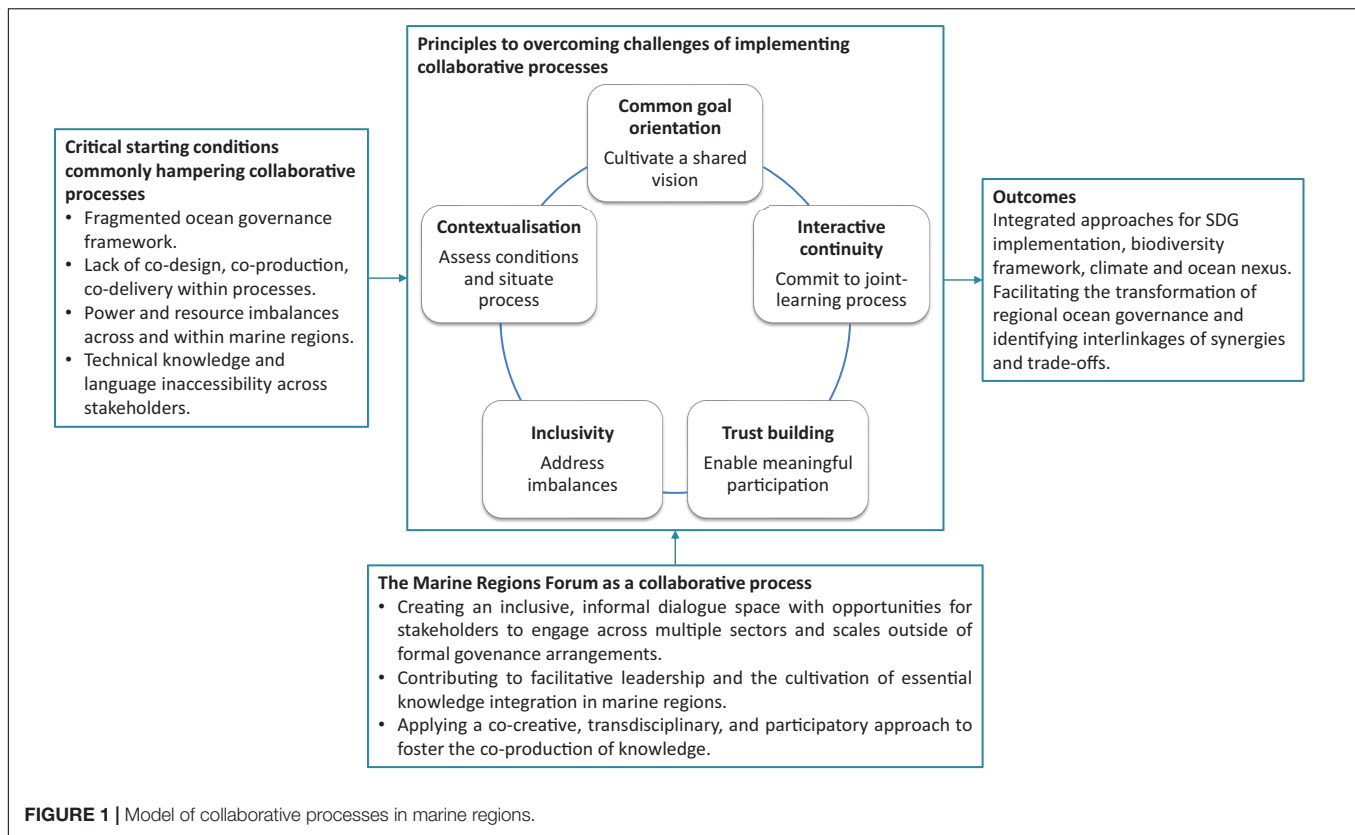 Principles to overcoming challenges of implementing
collaborative processes
Common goal
orientation
Cultivate a shared
vision
Critical starting conditions
commonly hampering collaborative
processes
• Fragmented ocean governance
framework.
• Lack of co-design, co-production,
co-delivery within processes.
• Power and resource imbalances
across and within marine regions.
• Technical knowledge and
language inaccessibility across
stakeholders.
Contextualisation
Assess conditions
and situate
process
Interactive
continuity
Commit to joint-
learning process
Inclusivity
Address
imbalances
Trust building
Enable meaningful
participation
Outcomes
Integrated approaches for SDG
implementation, biodiversity
framework, climate and ocean nexus.
Facilitating the transformation of
regional ocean governance and
identifying interlinkages of synergies
and trade-offs.
The Marine Regions Forum as a collaborative process
• Creating an inclusive, informal dialogue space with opportunities for
stakeholders to engage across multiple sectors and scales outside of
formal govenance arrangements.
• Contributing to facilitative leadership and the cultivation of essential
knowledge integration in marine regions.
• Applying a co-creative, transdisciplinary, and participatory approach to
foster the co-production of knowledge.
FIGURE 1 | Model of collaborative processes in marine regions.